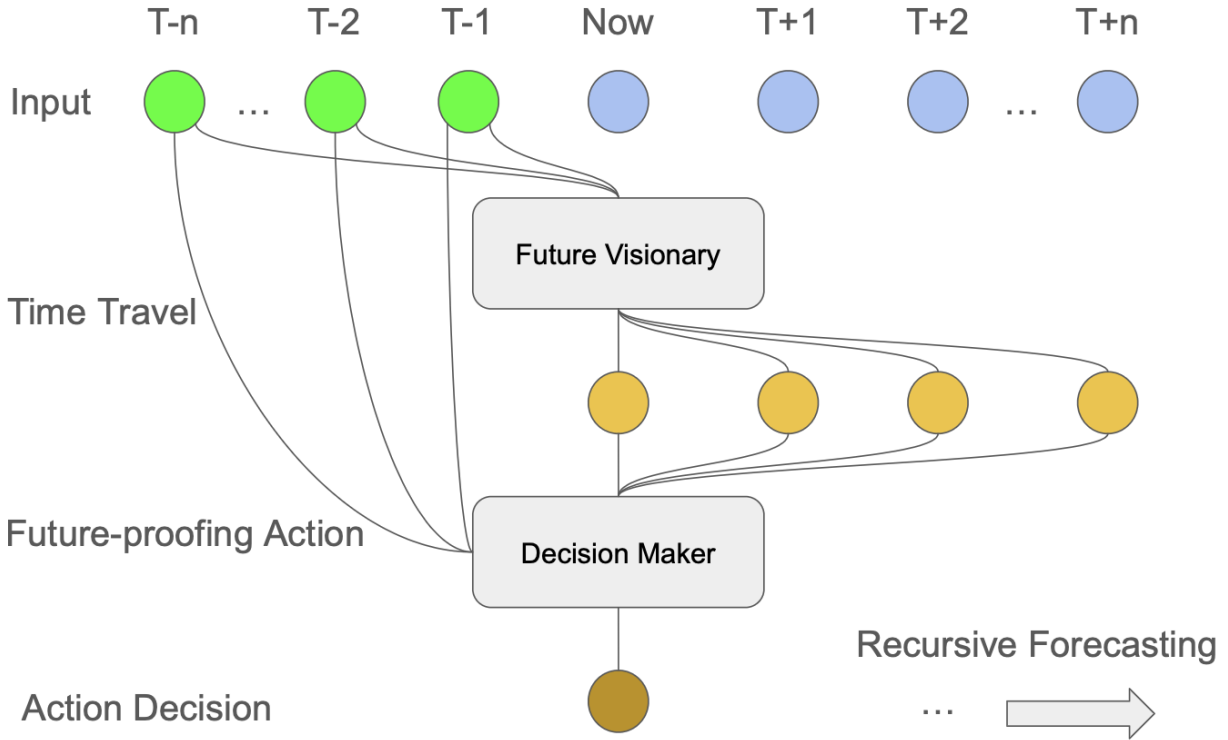 T-n ... T-2 T-1 Now T+1 T+2 ... T+n
Input
Future Visionary
Time Travel
Future-proofing Action
Decision Maker
Recursive Forecasting
Action Decision
...